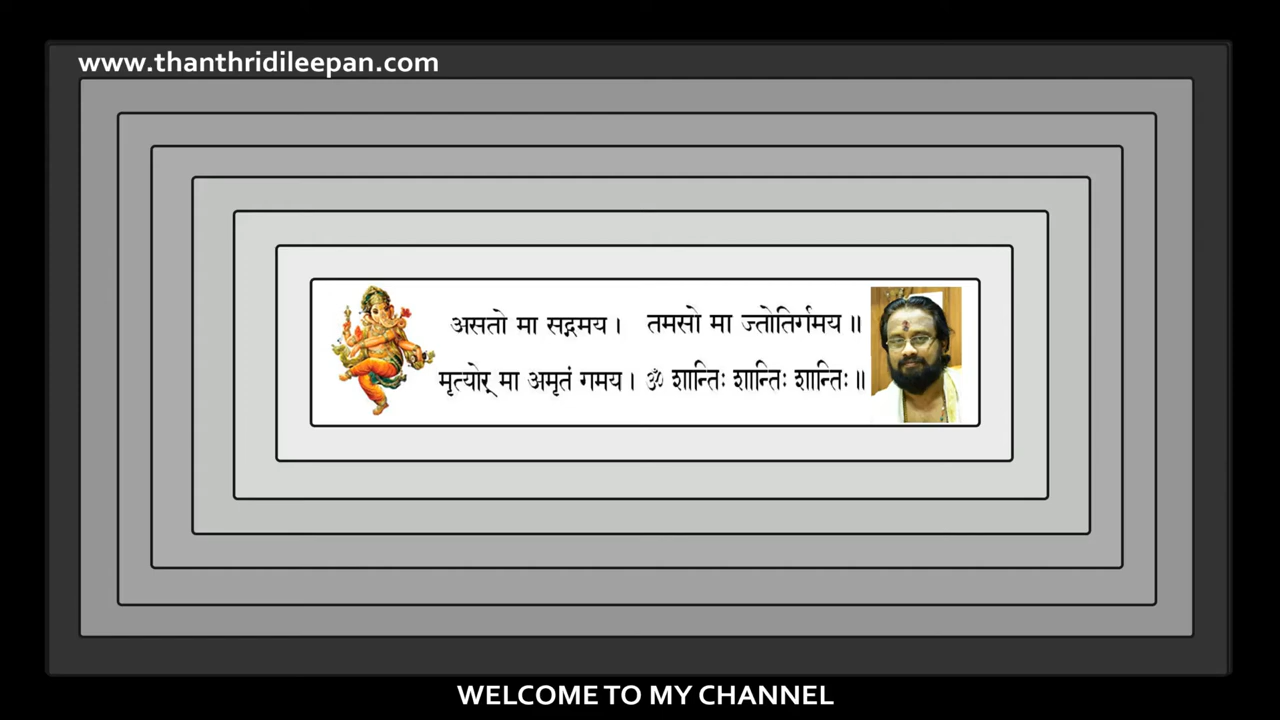 www.thanthridileepan.com
असतो मा सद्गमय। तमसो मा ज्तोतिर्गमय॥
मृत्योर् मा अमृतं गमय। ॐ शान्तिः शान्तिः शान्तिः॥
WELCOME TO MY CHANNEL